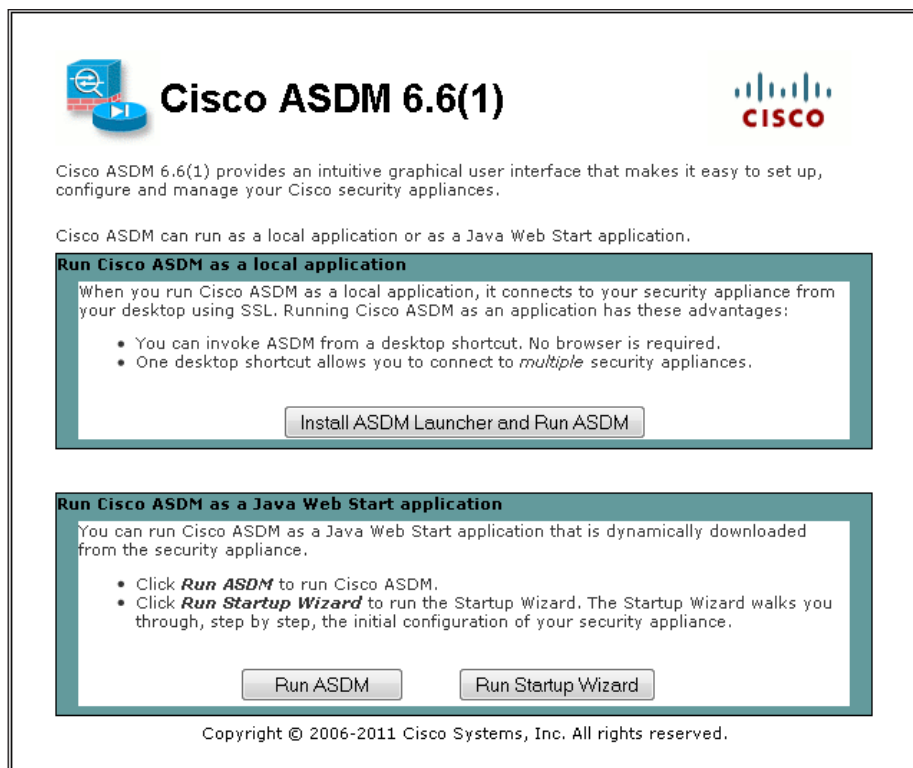 Cisco ASDM 6.6(1)
CISCO
Cisco ASDM 6.6(1) provides an intuitive graphical user interface that makes it easy to set up,
configure and manage your Cisco security appliances.
Cisco ASDM can run as a local application or as a Java Web Start application.
Run Cisco ASDM as a local application
When you run Cisco ASDM as a local application, it connects to your security appliance from
your desktop using SSL. Running Cisco ASDM as an application has these advantages:
• You can invoke ASDM from a desktop shortcut. No browser is required.
• One desktop shortcut allows you to connect to multiple security appliances.
Install ASDM Launcher and Run ASDM
Run Cisco ASDM as a Java Web Start application
You can run Cisco ASDM as a Java Web Start application that is dynamically downloaded
from the security appliance.
• Click Run ASDM to run Cisco ASDM.
• Click Run Startup Wizard to run the Startup Wizard. The Startup Wizard walks you
through, step by step, the initial configuration of your security appliance.
Run ASDM
Run Startup Wizard
Copyright © 2006-2011 Cisco Systems, Inc. All rights reserved.